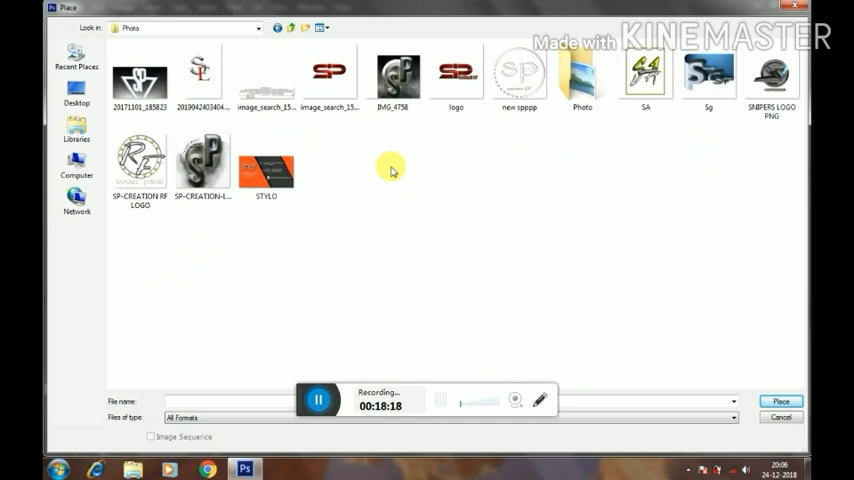 Place
Made with KINEMASTER
Look in:
Photo
Recent Places
Desktop
Libraries
Computer
Network
20171101_185823
2019042403404...
image_search_15...
image_search_15...
IMG_4758
logo
new spppp
Photo
SA
Sg
SNIPERS LOGO
PNG
SP-CREATION RF
LOGO
SP-CREATION-L...
STYLO
Recording...
00:18:18
File name:
Place
Files of type:
All Formats
Cancel
Image Sequence
Ps
20:06
24-12-2018